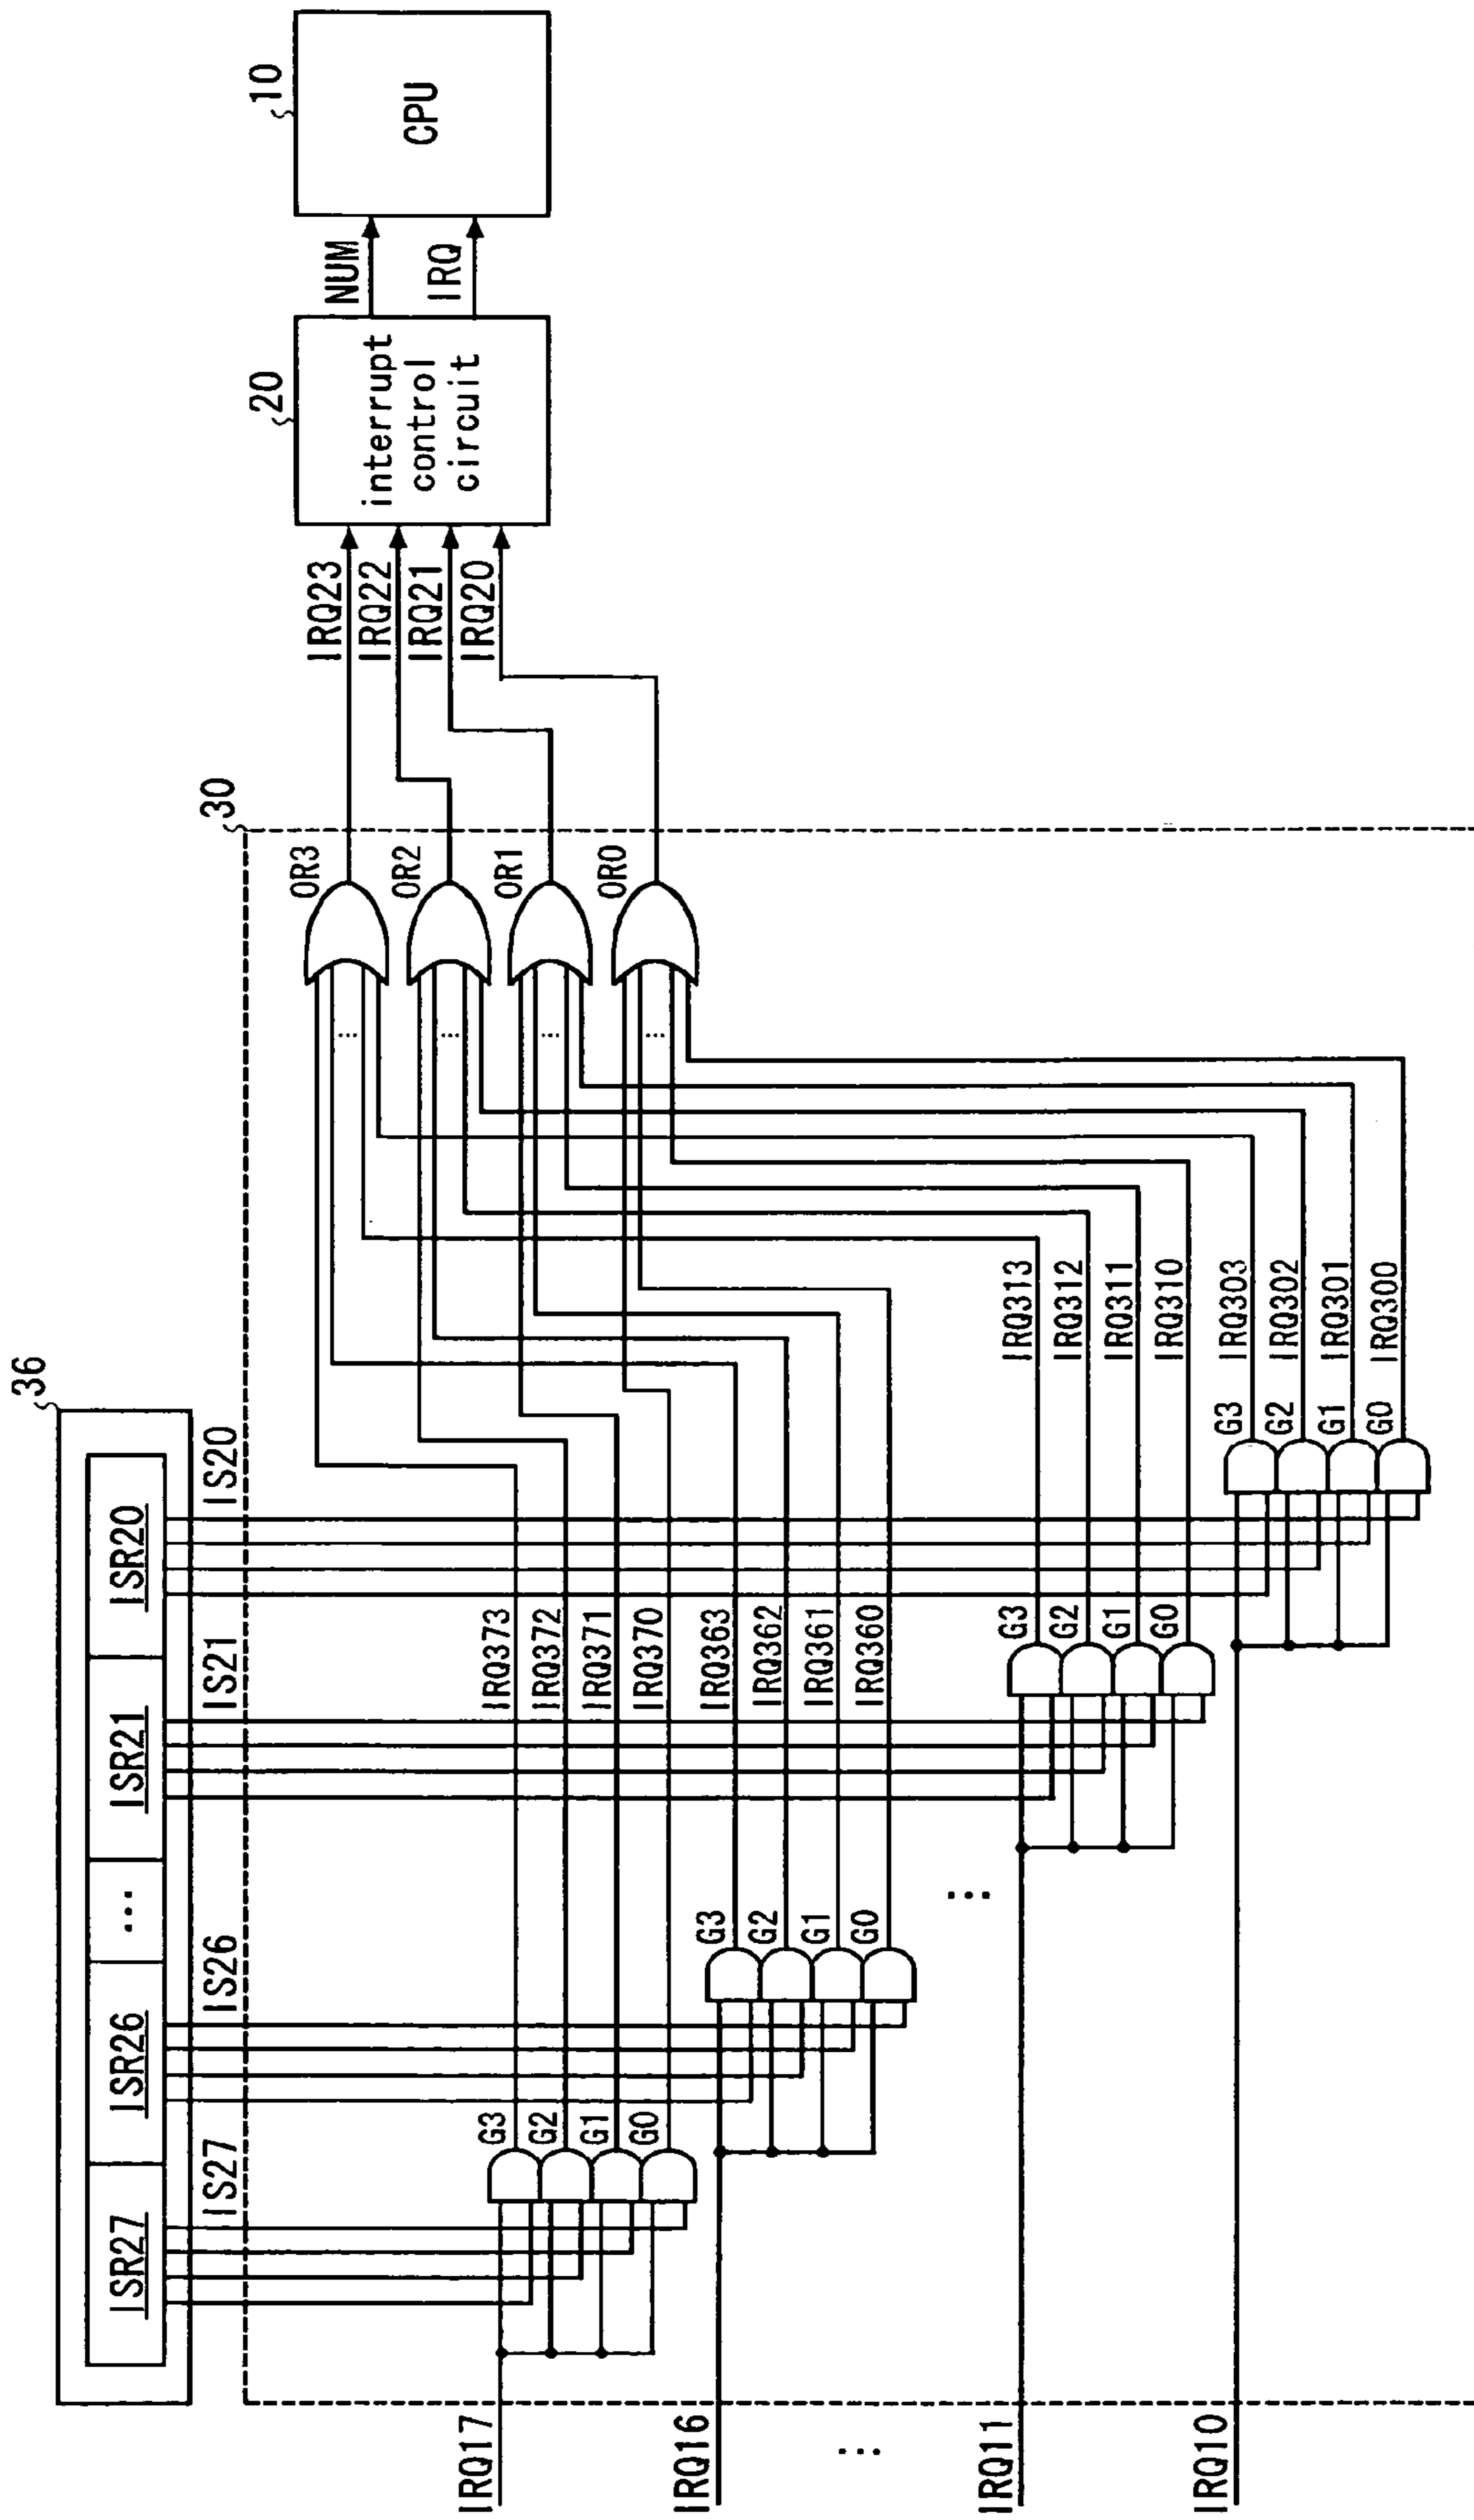 36
ISR27
ISR26
...
ISR21
ISR20
IS27
IS26
IS21
IS20
30
20
10
IRQ17
IRQ16
...
IRQ11
IRQ10
G3
G2
G1
G0
IRQ373
IRQ372
IRQ371
IRQ370
G3
G2
G1
G0
IRQ363
IRQ362
IRQ361
IRQ360
...
G3
G2
G1
G0
IRQ313
IRQ312
IRQ311
IRQ310
G3
G2
G1
G0
IRQ303
IRQ302
IRQ301
IRQ300
...
...
...
...
OR3
OR2
OR1
OR0
IRQ23
IRQ22
IRQ21
IRQ20
interrupt
control
circuit
NUM
IRQ
CPU